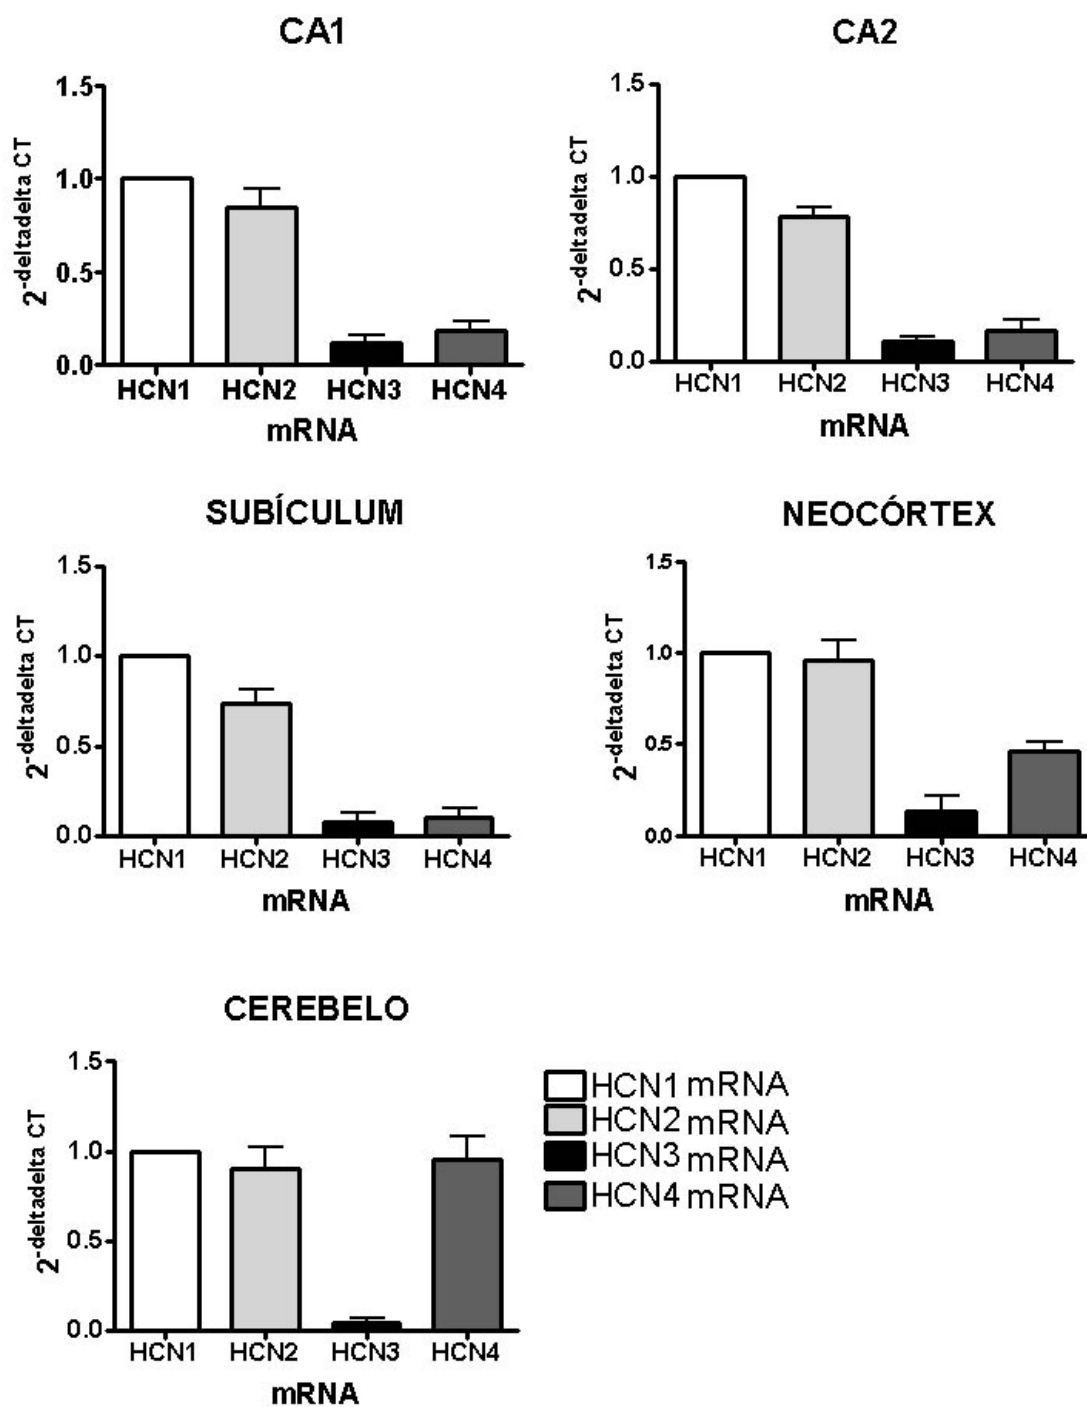 CA1
2-deltadelta CT
1.5
1.0
0.5
0.0
HCN1 HCN2 HCN3 HCN4
mRNA
CA2
2-deltadelta CT
1.5
1.0
0.5
0.0
HCN1 HCN2 HCN3 HCN4
mRNA
SUBÍCULUM
2-deltadelta CT
1.5
1.0
0.5
0.0
HCN1 HCN2 HCN3 HCN4
mRNA
NEOCÓRTEX
2-deltadelta CT
1.5
1.0
0.5
0.0
HCN1 HCN2 HCN3 HCN4
mRNA
CEREBELO
2-deltadelta CT
1.5
1.0
0.5
0.0
HCN1 HCN2 HCN3 HCN4
mRNA
HCN1 mRNA
HCN2 mRNA
HCN3 mRNA
HCN4 mRNA